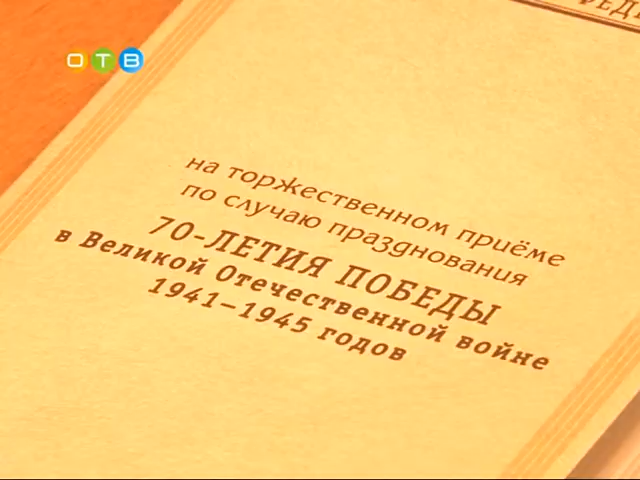 ОТВ
на торжественном приёме
по случаю празднования
70-ЛЕТИЯ ПОБЕДЫ
в Великой Отечественной войне
1941–1945 годов